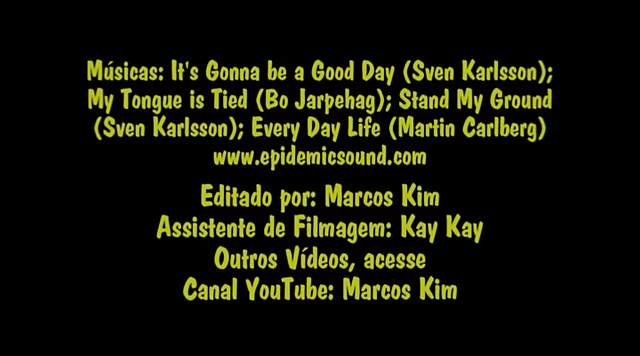 Músicas: It's Gonna be a Good Day (Sven Karlsson);
My Tongue is Tied (Bo Jarpehag); Stand My Ground
(Sven Karlsson); Every Day Life (Martin Carlberg)
www.epidemicsound.com
Editado por: Marcos Kim
Assistente de Filmagem: Kay Kay
Outros Vídeos, acesse
Canal YouTube: Marcos Kim